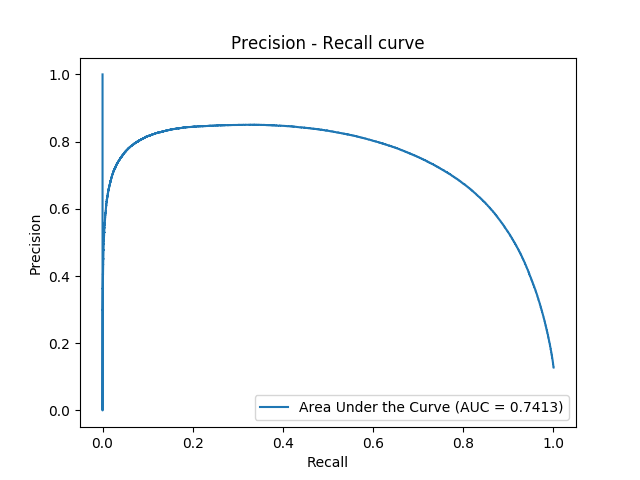 Precision - Recall curve
1.0
0.8
0.6
0.4
0.2
0.0
Precision
Area Under the Curve (AUC = 0.7413)
0.0 0.2 0.4 0.6 0.8 1.0
Recall